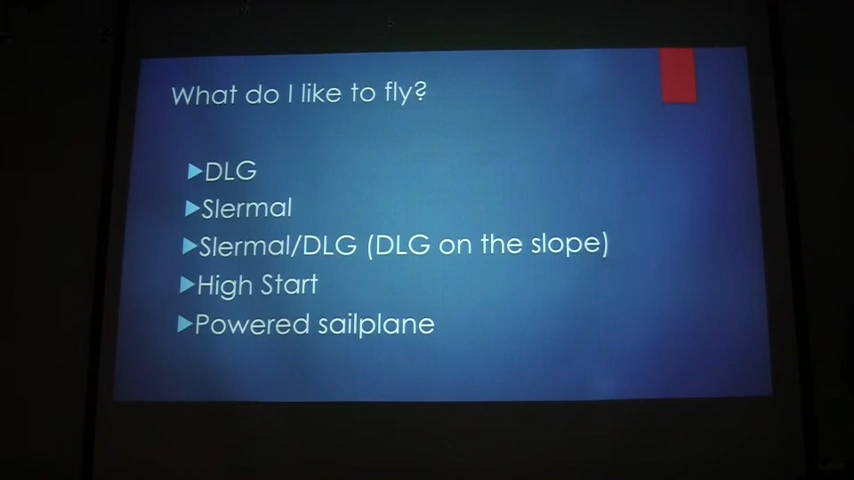 What do I like to fly?
DLG
Slermal
Slermal/DLG (DLG on the slope)
High Start
Powered sailplane